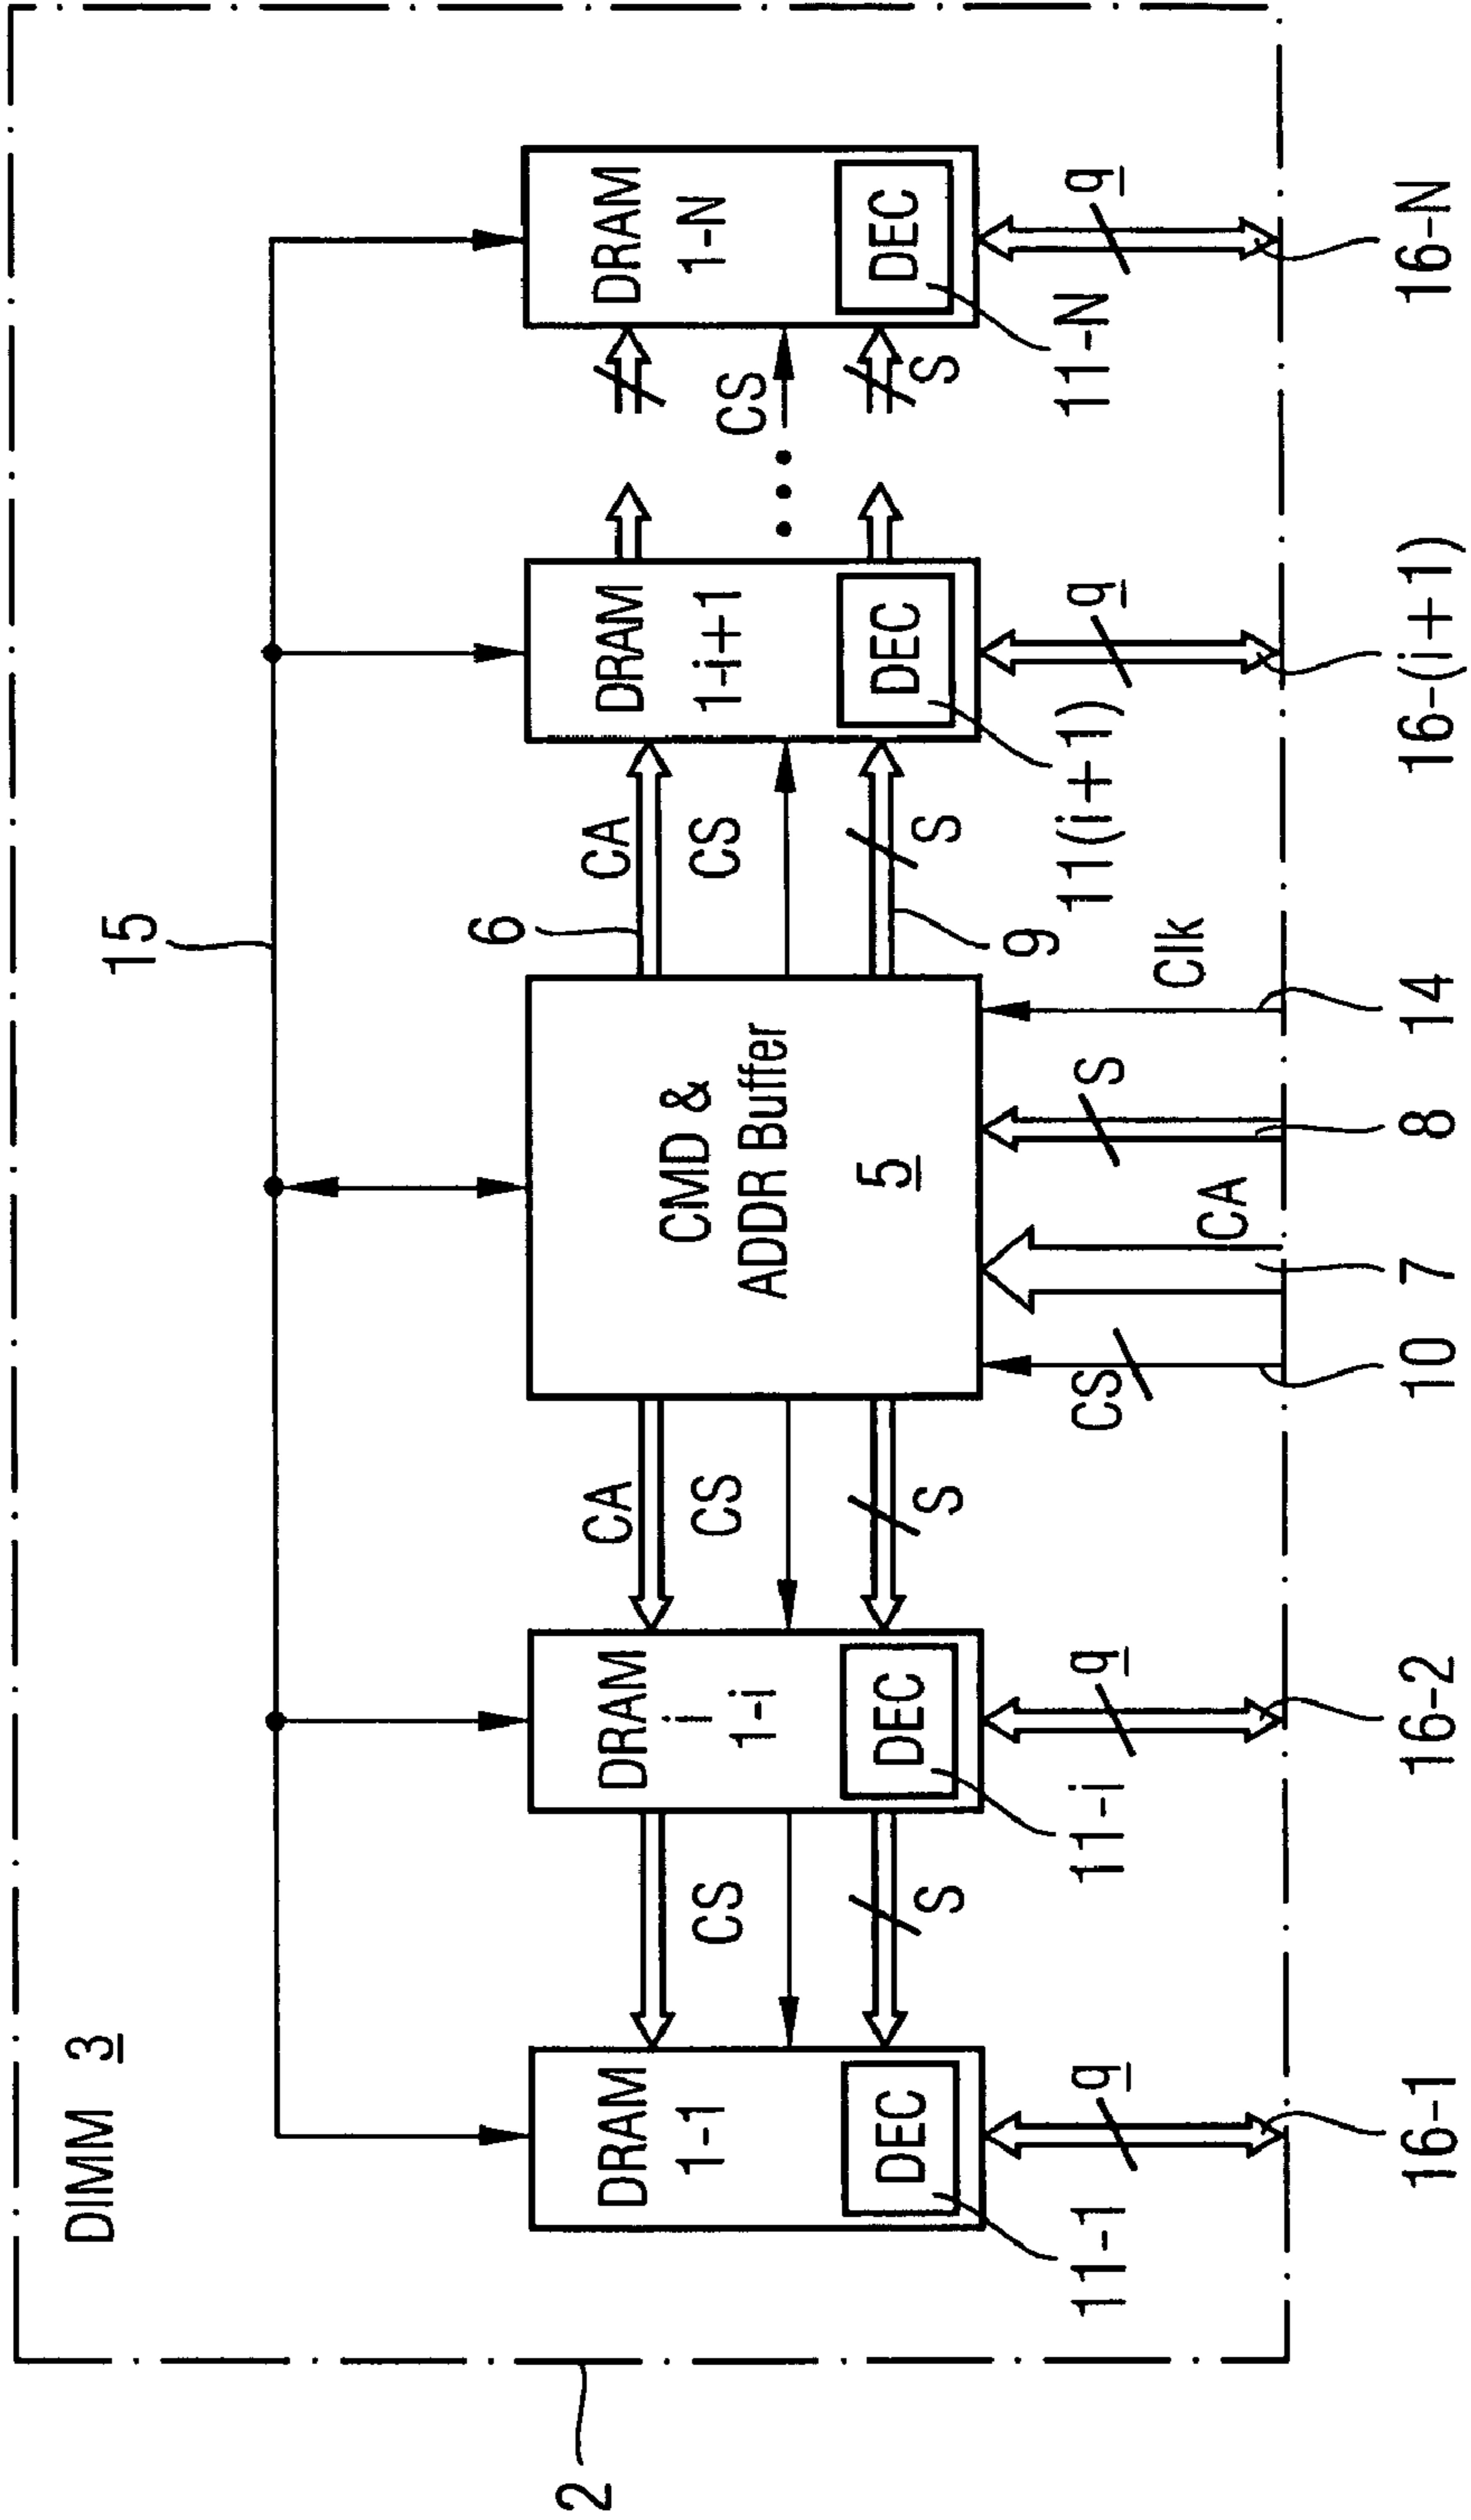 DIMM 3
15
2
6
CA
CA
CS
CS
CS
CS
S
S
S
S
9
DRAM
1-1
DEC
DRAM
i
1-i
DEC
CMD &
ADDR Buffer
5
DRAM
1-i+1
DEC
DRAM
1-N
DEC
11-1
q
11-i
q
CS
CA
S
Clk
11(i+1)
q
11-N
q
16-1
16-2
10
7
8
14
16-(i+1)
16-N